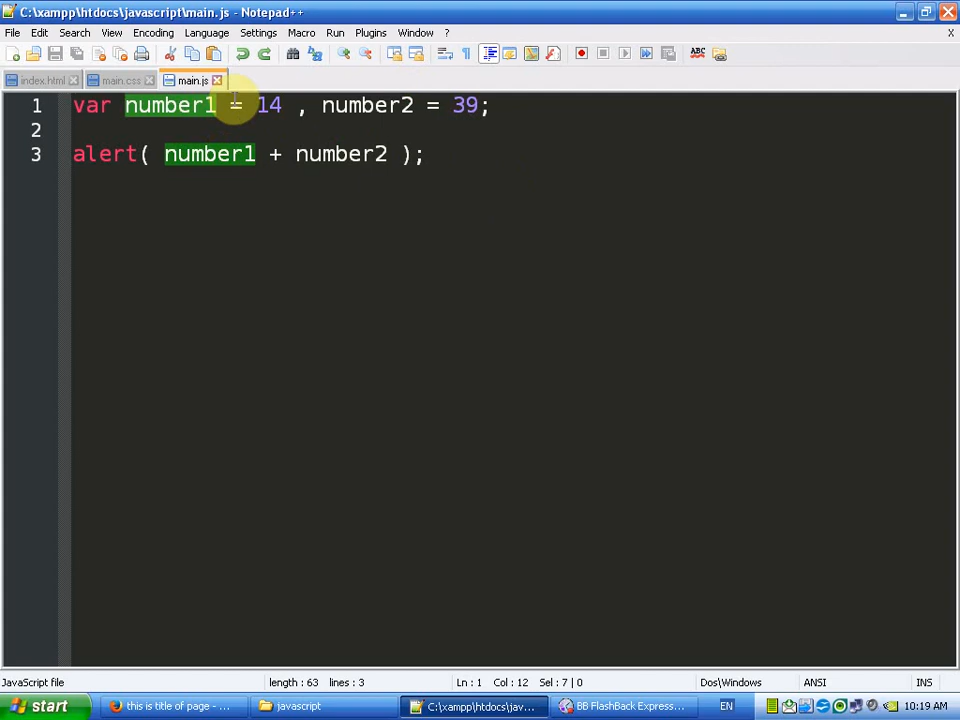 C:\xampp\htdocs\javascript\main.js - Notepad++
File Edit Search View Encoding Language Settings Macro Run Plugins Window ? X
index.html main.css main.js
1 var number1 = 14 , number2 = 39;
2
3 alert( number1 + number2 );
JavaScript file length : 63 lines : 3 Ln : 1 Col : 12 Sel : 7 | 0 Dos\Windows ANSI INS
start this is title of page - ... javascript C:\xampp\htdocs\jav... BB FlashBack Express... EN 10:19 AM